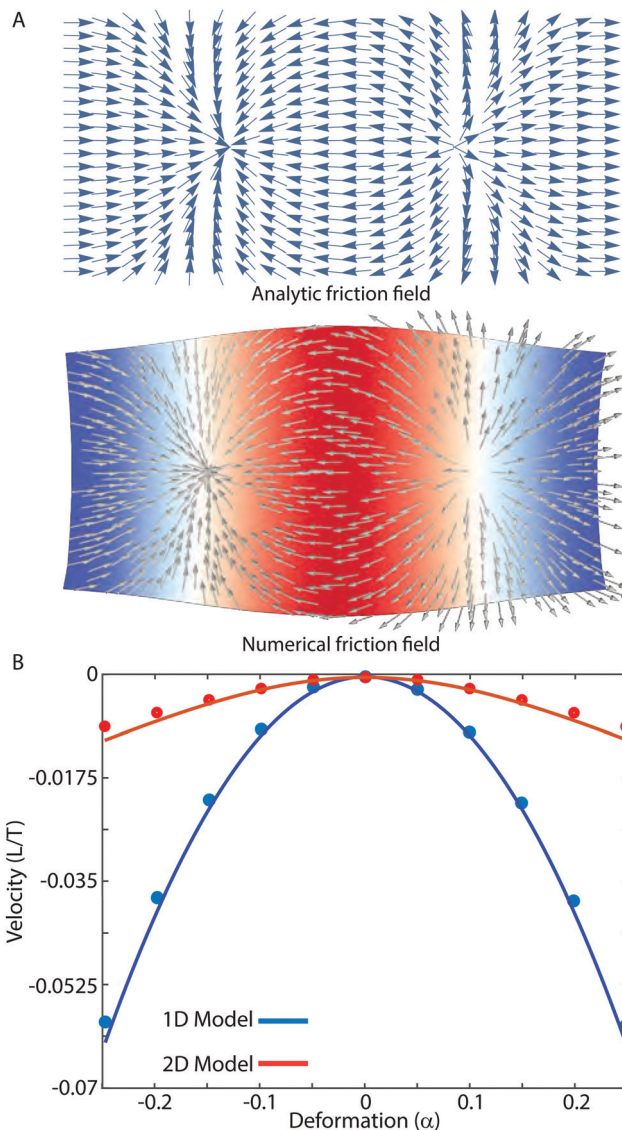 A
Analytic friction field
Numerical friction field
B
0
-0.0175
-0.035
-0.0525
-0.07
Velocity (L/T)
1D Model
2D Model
-0.2 -0.1 0 0.1 0.2
Deformation (α)